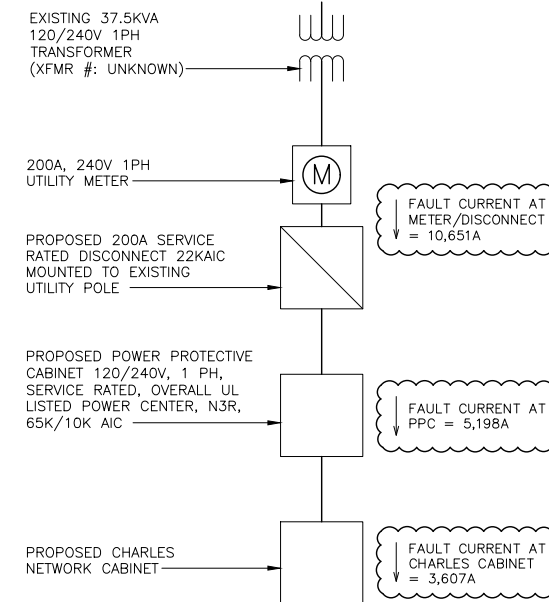 EXISTING 37.5KVA
120/240V 1PH
TRANSFORMER
(XFMR #: UNKNOWN)
200A, 240V 1PH
UTILITY METER
M
FAULT CURRENT AT
METER/DISCONNECT
= 10,651A
PROPOSED 200A SERVICE
RATED DISCONNECT 22KAIC
MOUNTED TO EXISTING
UTILITY POLE
PROPOSED POWER PROTECTIVE
CABINET 120/240V, 1 PH,
SERVICE RATED, OVERALL UL
LISTED POWER CENTER, N3R,
65K/10K AIC
FAULT CURRENT AT
PPC = 5,198A
PROPOSED CHARLES
NETWORK CABINET
FAULT CURRENT AT
CHARLES CABINET
= 3,607A